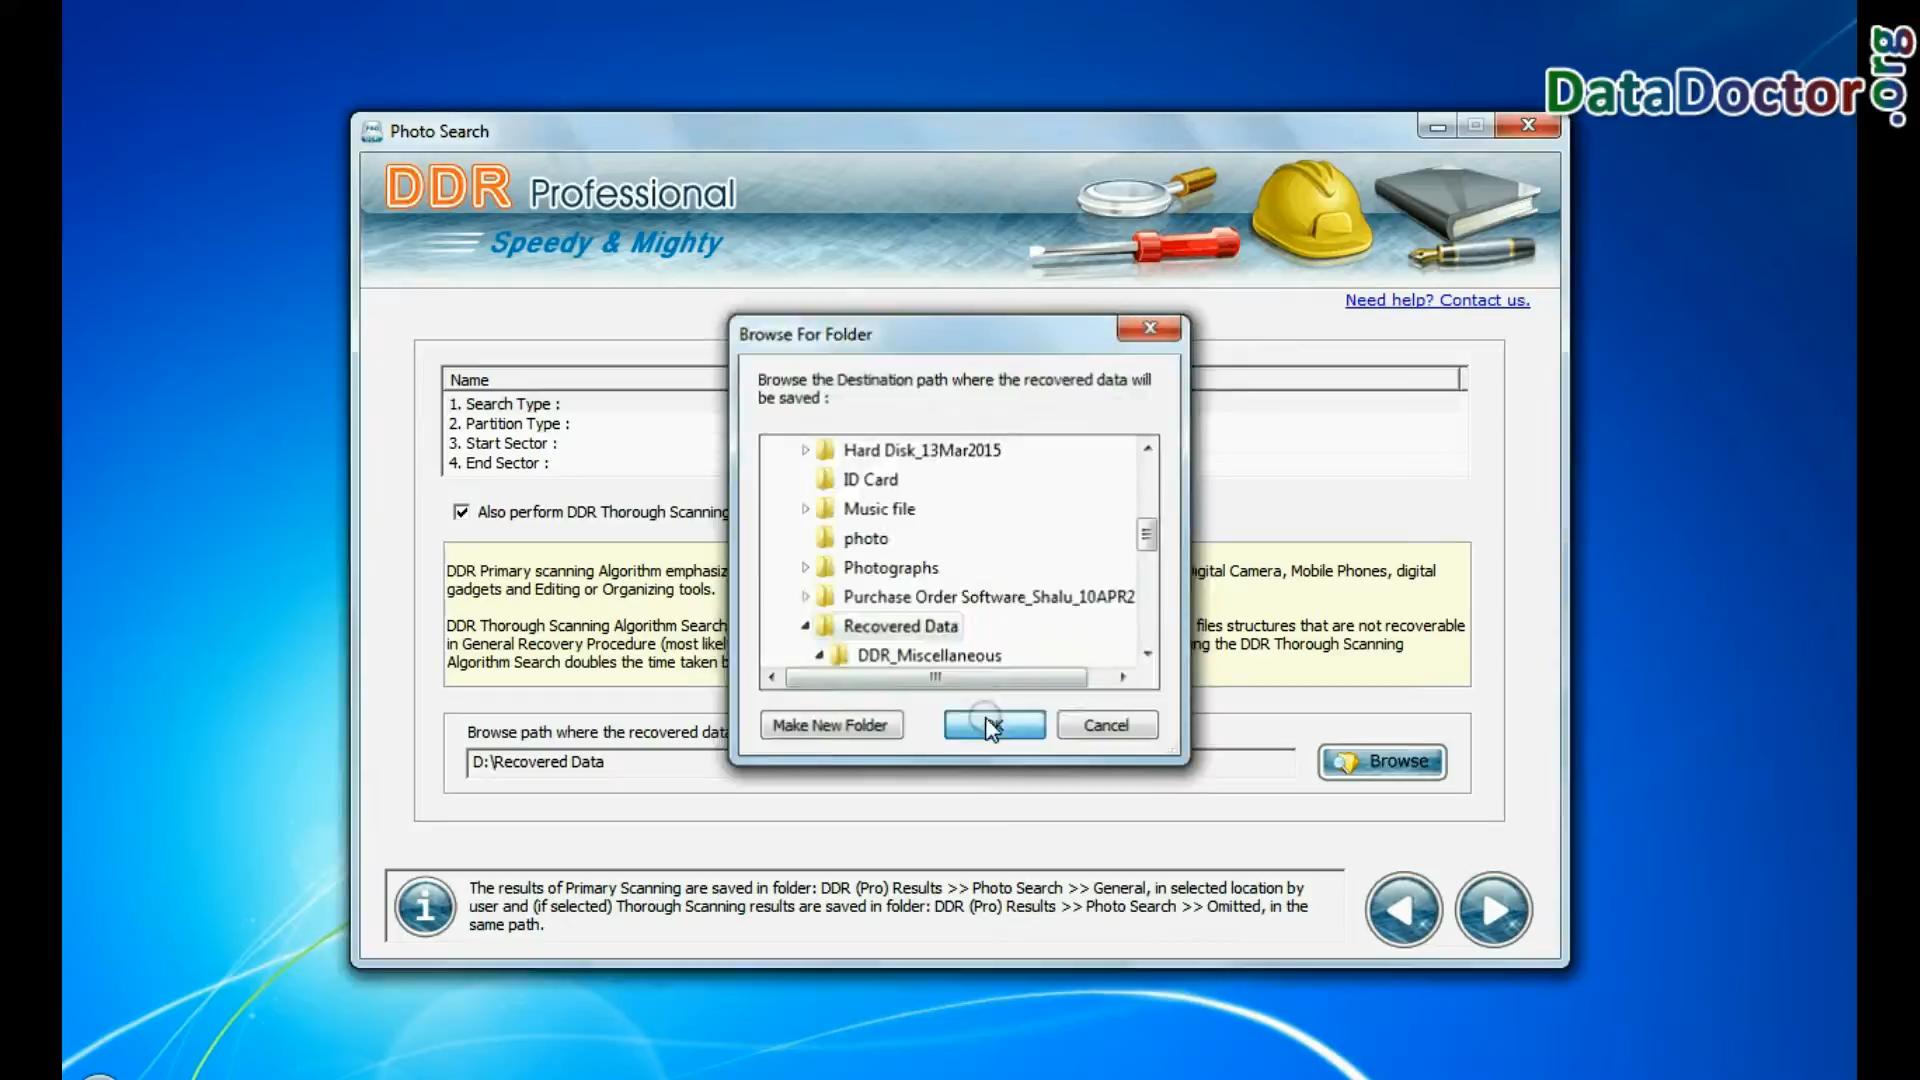 DataDoctor.org
Photo Search
DDR Professional
Speedy & Mighty
Need help? Contact us.
Browse For Folder
Browse the Destination path where the recovered data will
be saved :
Name
1. Search Type :
2. Partition Type :
3. Start Sector :
4. End Sector :
Hard Disk_13Mar2015
ID Card
Music file
photo
Photographs
Purchase Order Software_Shalu_10APR2
Recovered Data
DDR_Miscellaneous
Also perform DDR Thorough Scanning
DDR Primary scanning Algorithm emphasiz igital Camera, Mobile Phones, digital
gadgets and Editing or Organizing tools.
DDR Thorough Scanning Algorithm Search files structures that are not recoverable
in General Recovery Procedure (most likel ng the DDR Thorough Scanning
Algorithm Search doubles the time taken b
Make New Folder
Cancel
Browse path where the recovered data
D:\Recovered Data
Browse
The results of Primary Scanning are saved in folder: DDR (Pro) Results >> Photo Search >> General, in selected location by
user and (if selected) Thorough Scanning results are saved in folder: DDR (Pro) Results >> Photo Search >> Omitted, in the
same path.